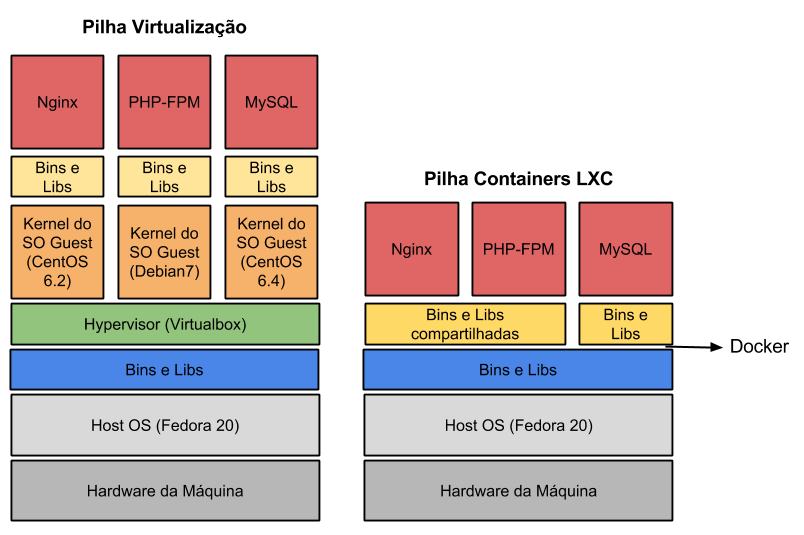 Pilha Virtualização
Nginx
PHP-FPM
MySQL
Bins e
Libs
Bins e
Libs
Bins e
Libs
Kernel do
SO Guest
(CentOS
6.2)
Kernel do
SO Guest
(Debian7)
Kernel do
SO Guest
(CentOS
6.4)
Hypervisor (Virtualbox)
Bins e Libs
Host OS (Fedora 20)
Hardware da Máquina
Pilha Containers LXC
Nginx
PHP-FPM
MySQL
Bins e Libs
compartilhadas
Bins e
Libs
Docker
Bins e Libs
Host OS (Fedora 20)
Hardware da Máquina